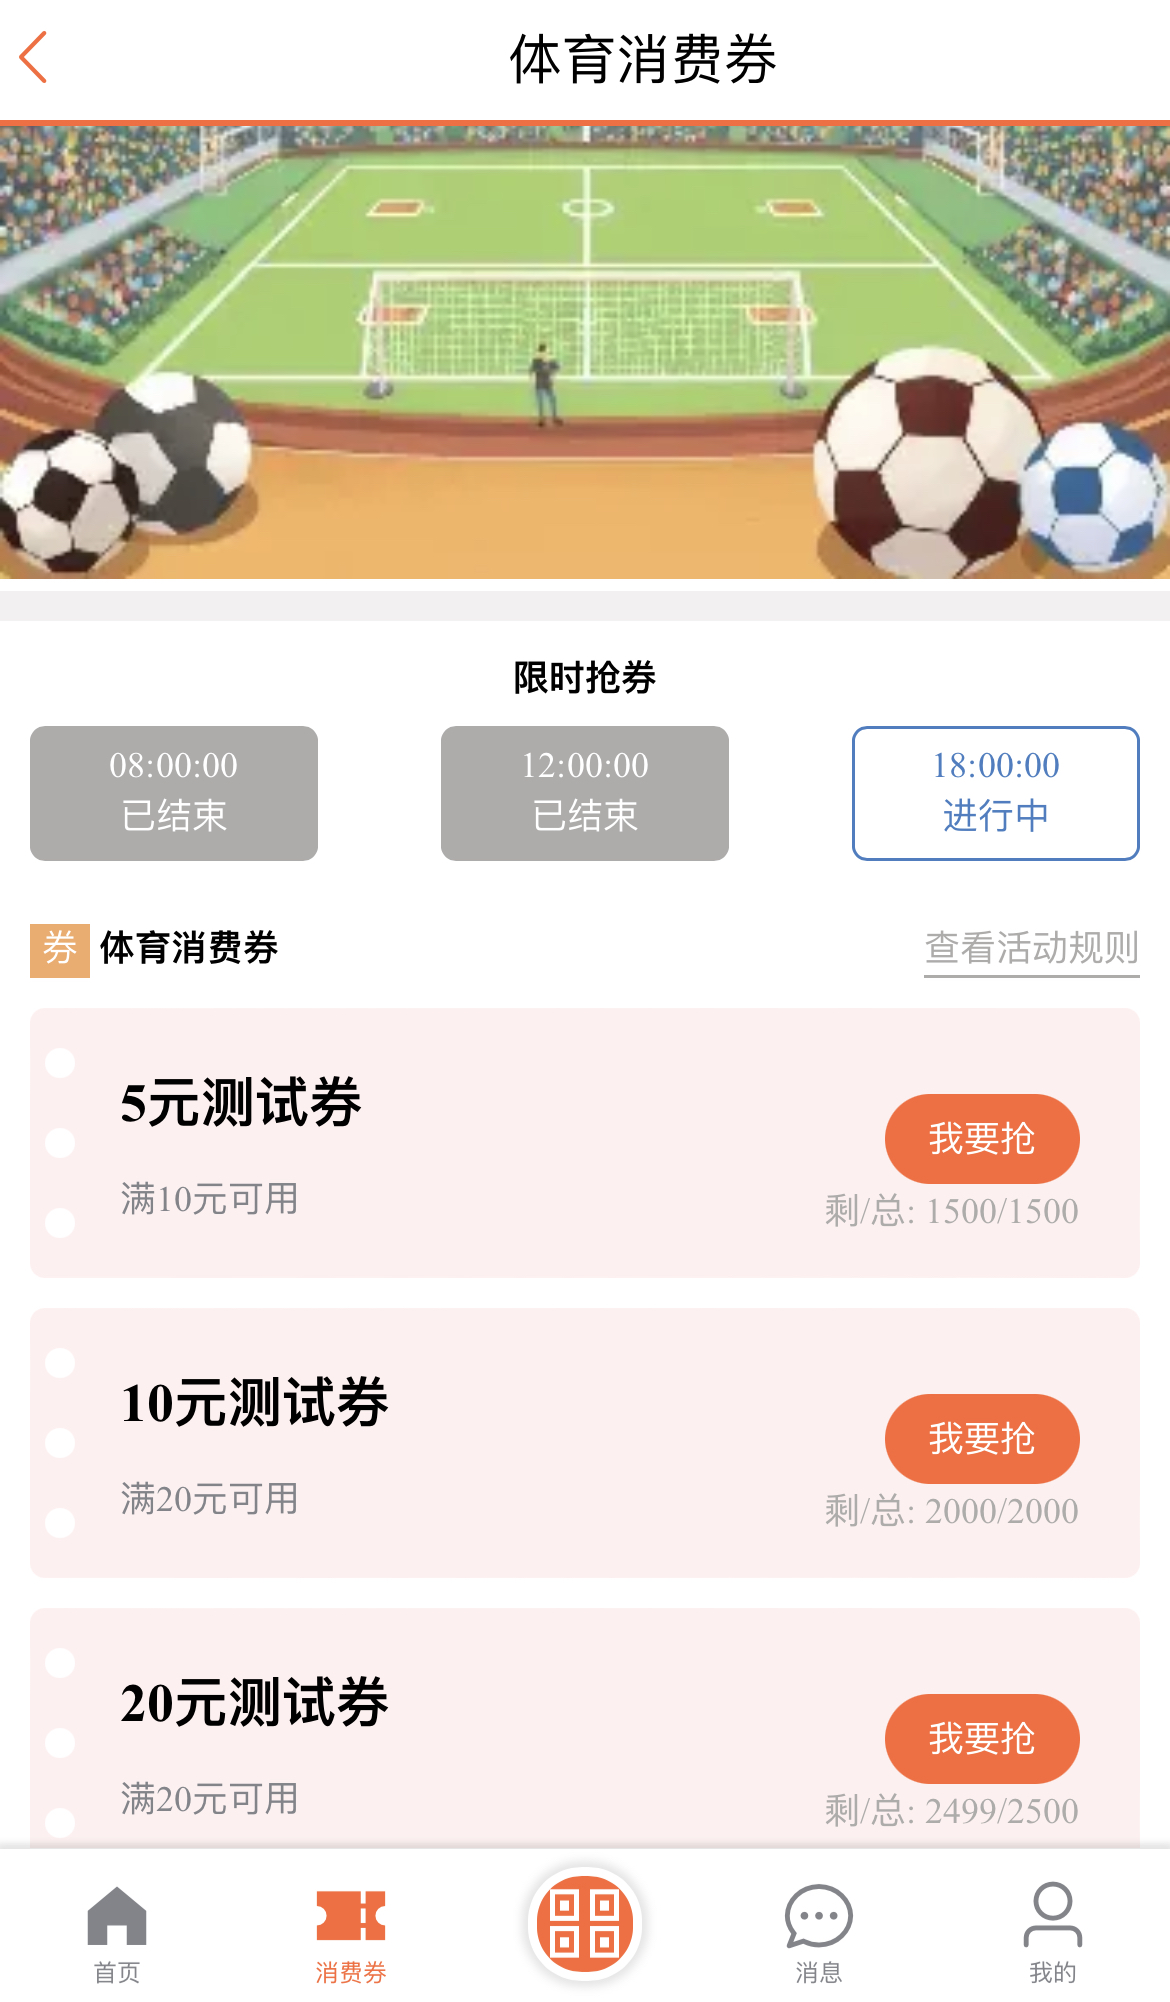 体育消费券
限时抢券
08:00:00
已结束
12:00:00
已结束
18:00:00
进行中
券 体育消费券
查看活动规则
5元测试券
满10元可用
我要抢
剩/总: 1500/1500
10元测试券
满20元可用
我要抢
剩/总: 2000/2000
20元测试券
满20元可用
我要抢
剩/总: 2499/2500
首页
消费券
消息
我的